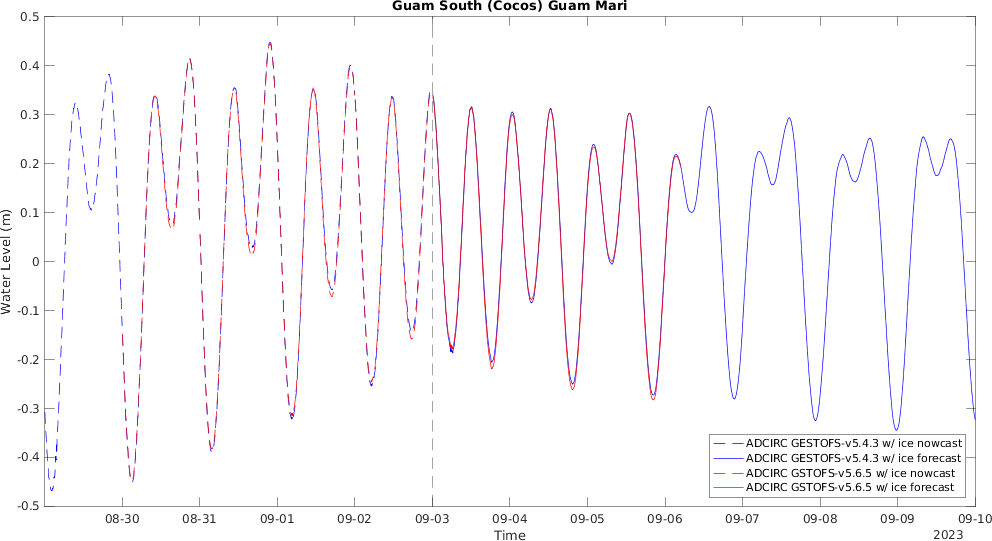 Guam South (Cocos) Guam Mari
0.5
0.4
0.3
0.2
0.1
0
-0.1
-0.2
-0.3
-0.4
-0.5
Water Level (m)
08-30 08-31 09-01 09-02 09-03 09-04 09-05 09-06 09-07 09-08 09-09 09-10
Time
2023
ADCIRC GESTOFS-v5.4.3 w/ ice nowcast
ADCIRC GESTOFS-v5.4.3 w/ ice forecast
ADCIRC GSTOFS-v5.6.5 w/ ice nowcast
ADCIRC GSTOFS-v5.6.5 w/ ice forecast